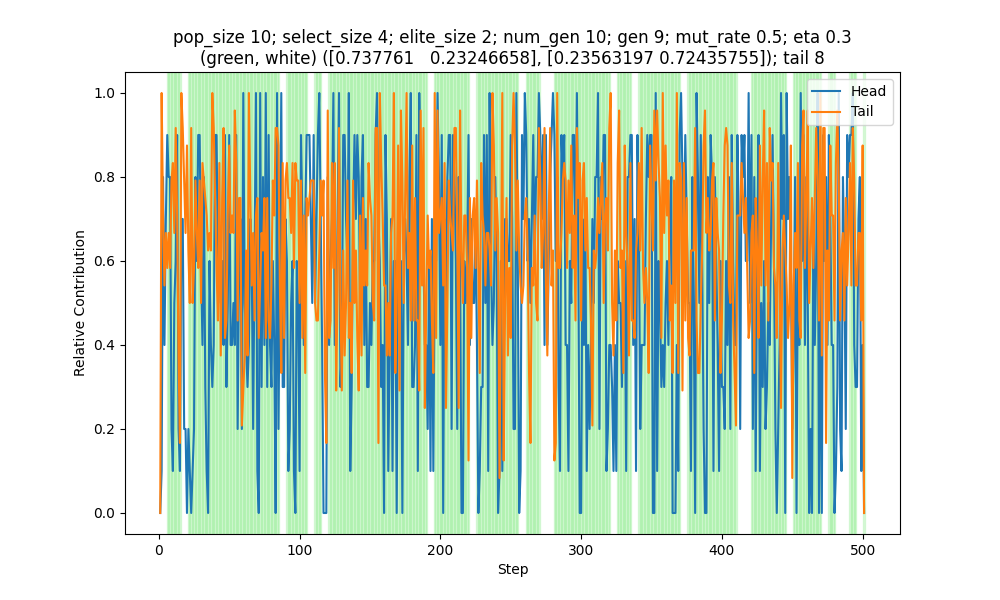 pop_size 10; select_size 4; elite_size 2; num_gen 10; gen 9; mut_rate 0.5; eta 0.3
(green, white) ([0.737761   0.23246658], [0.23563197 0.72435755]); tail 8
Head
Tail
1.0
0.8
0.6
0.4
0.2
0.0
Relative Contribution
0 100 200 300 400 500
Step